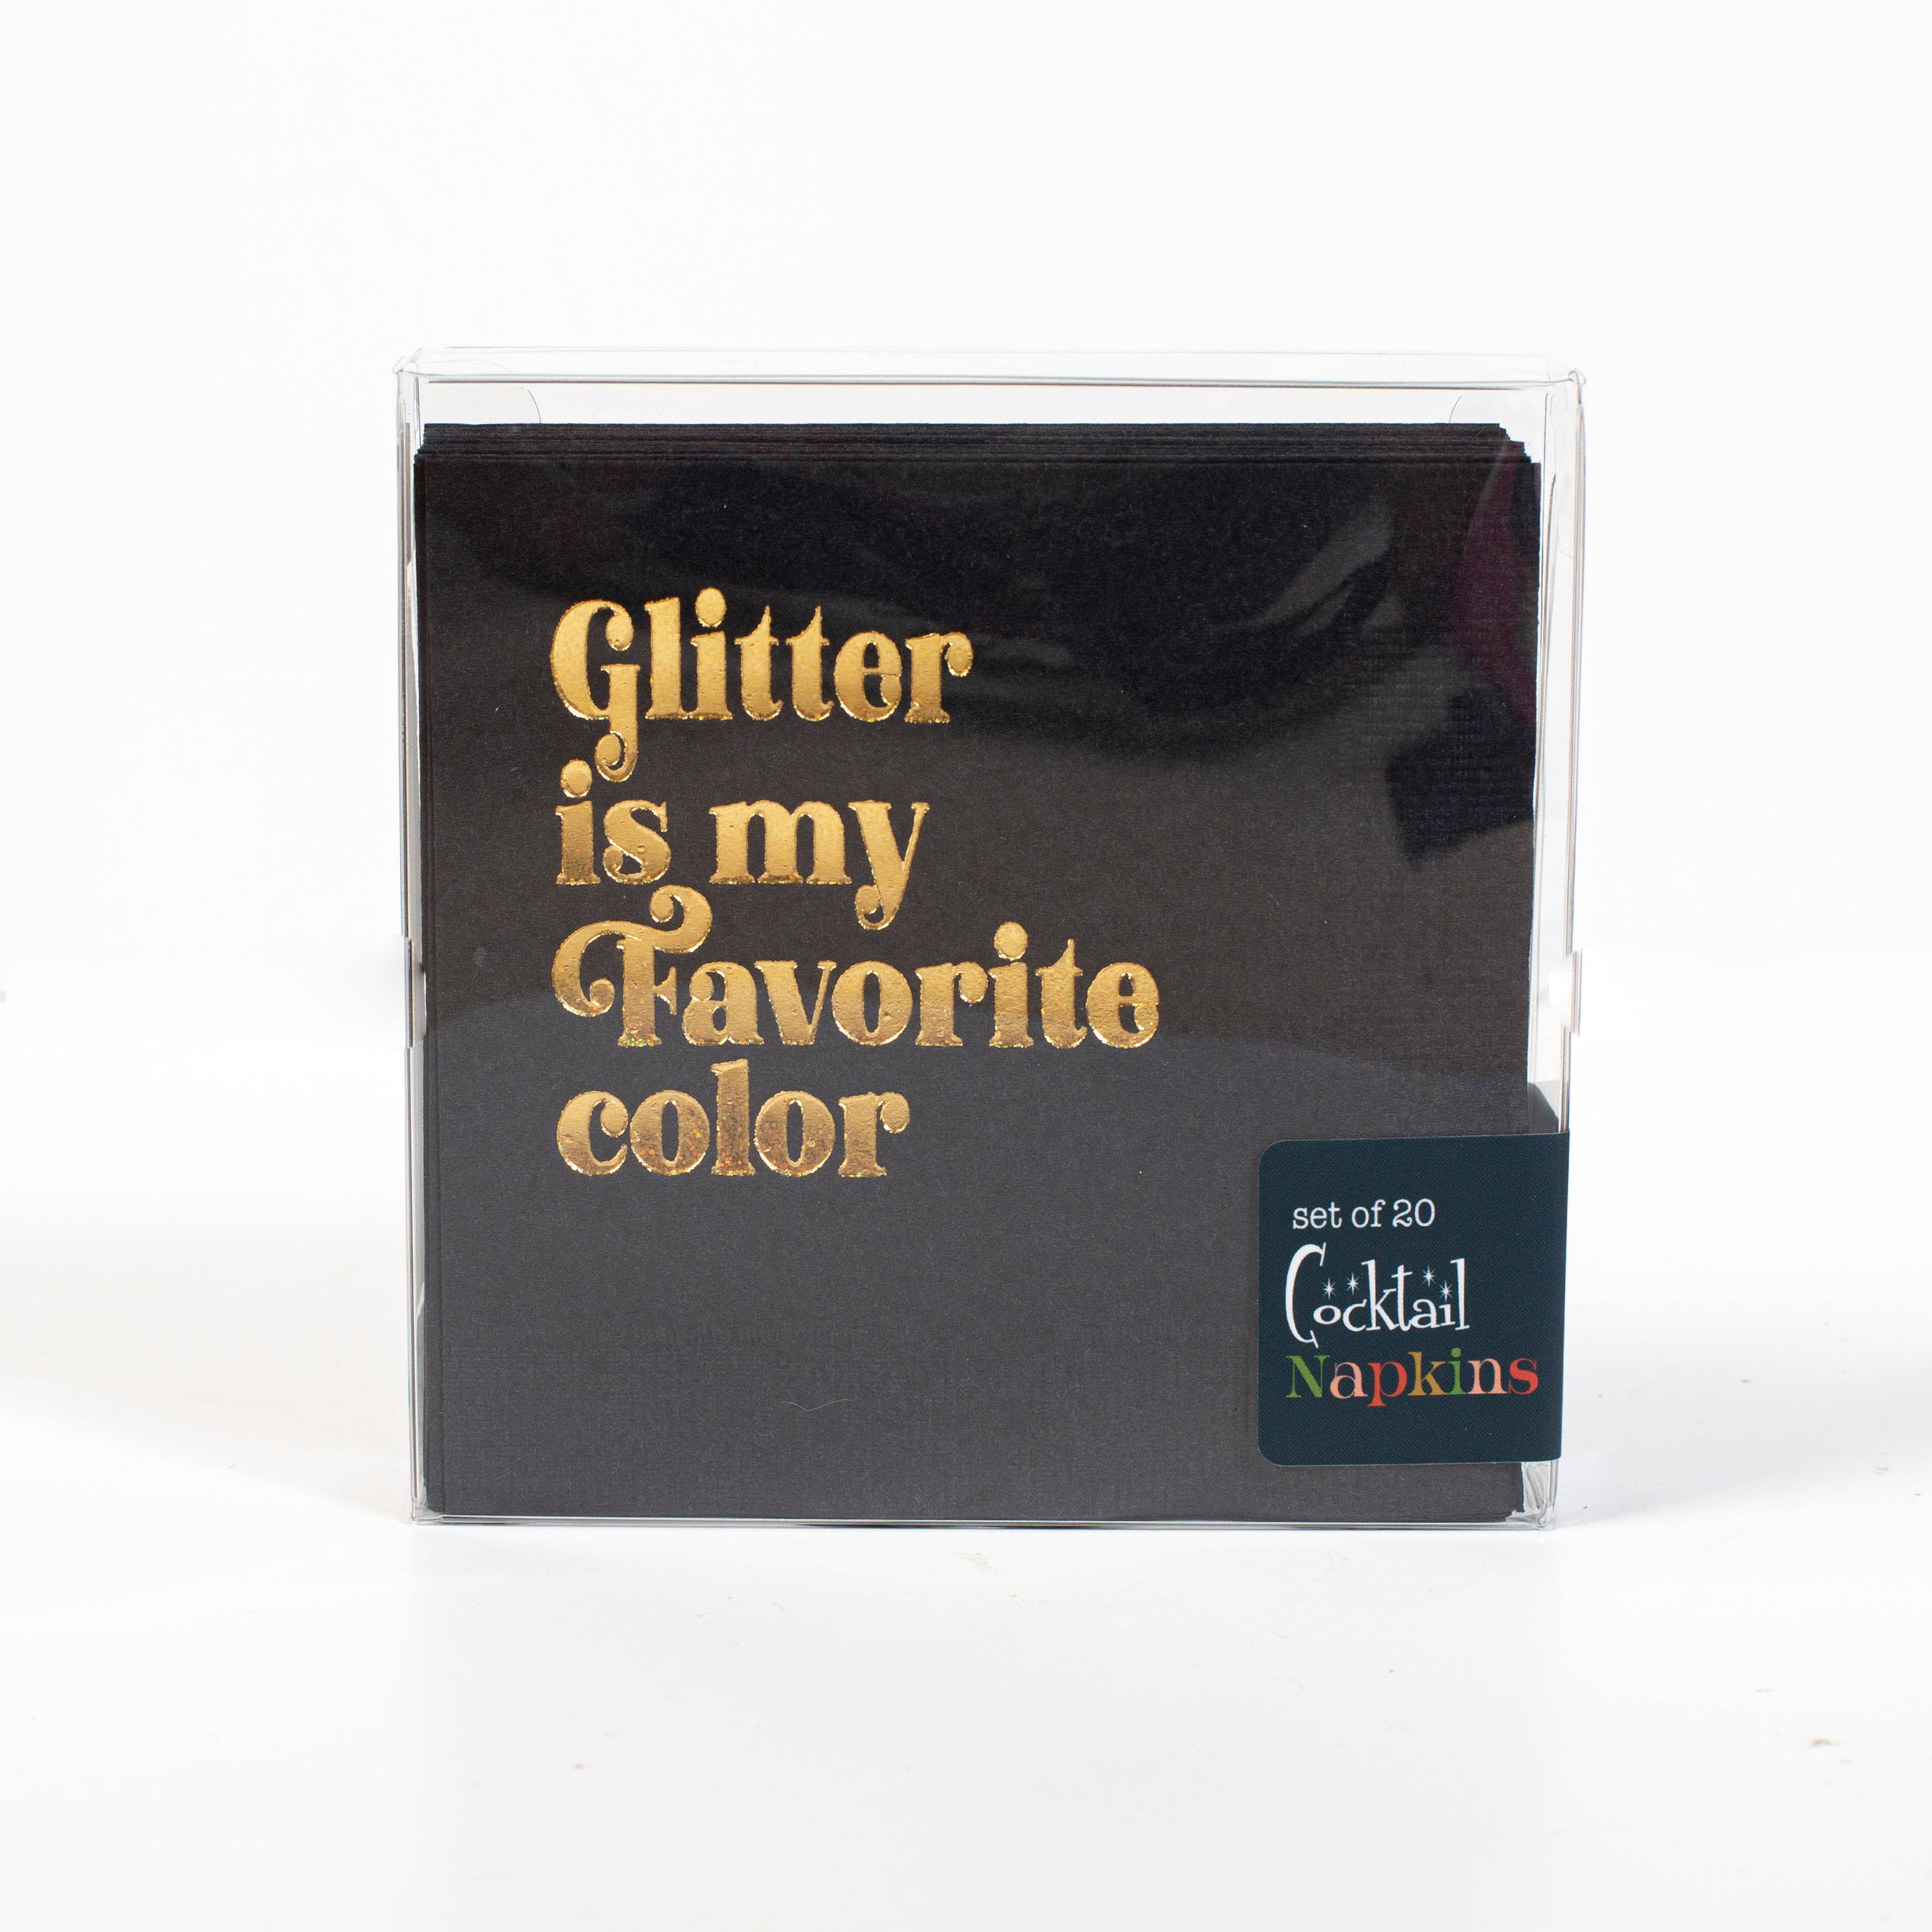 Glitter
is my
Favorite
color
set of 20
Cocktail
Napkins